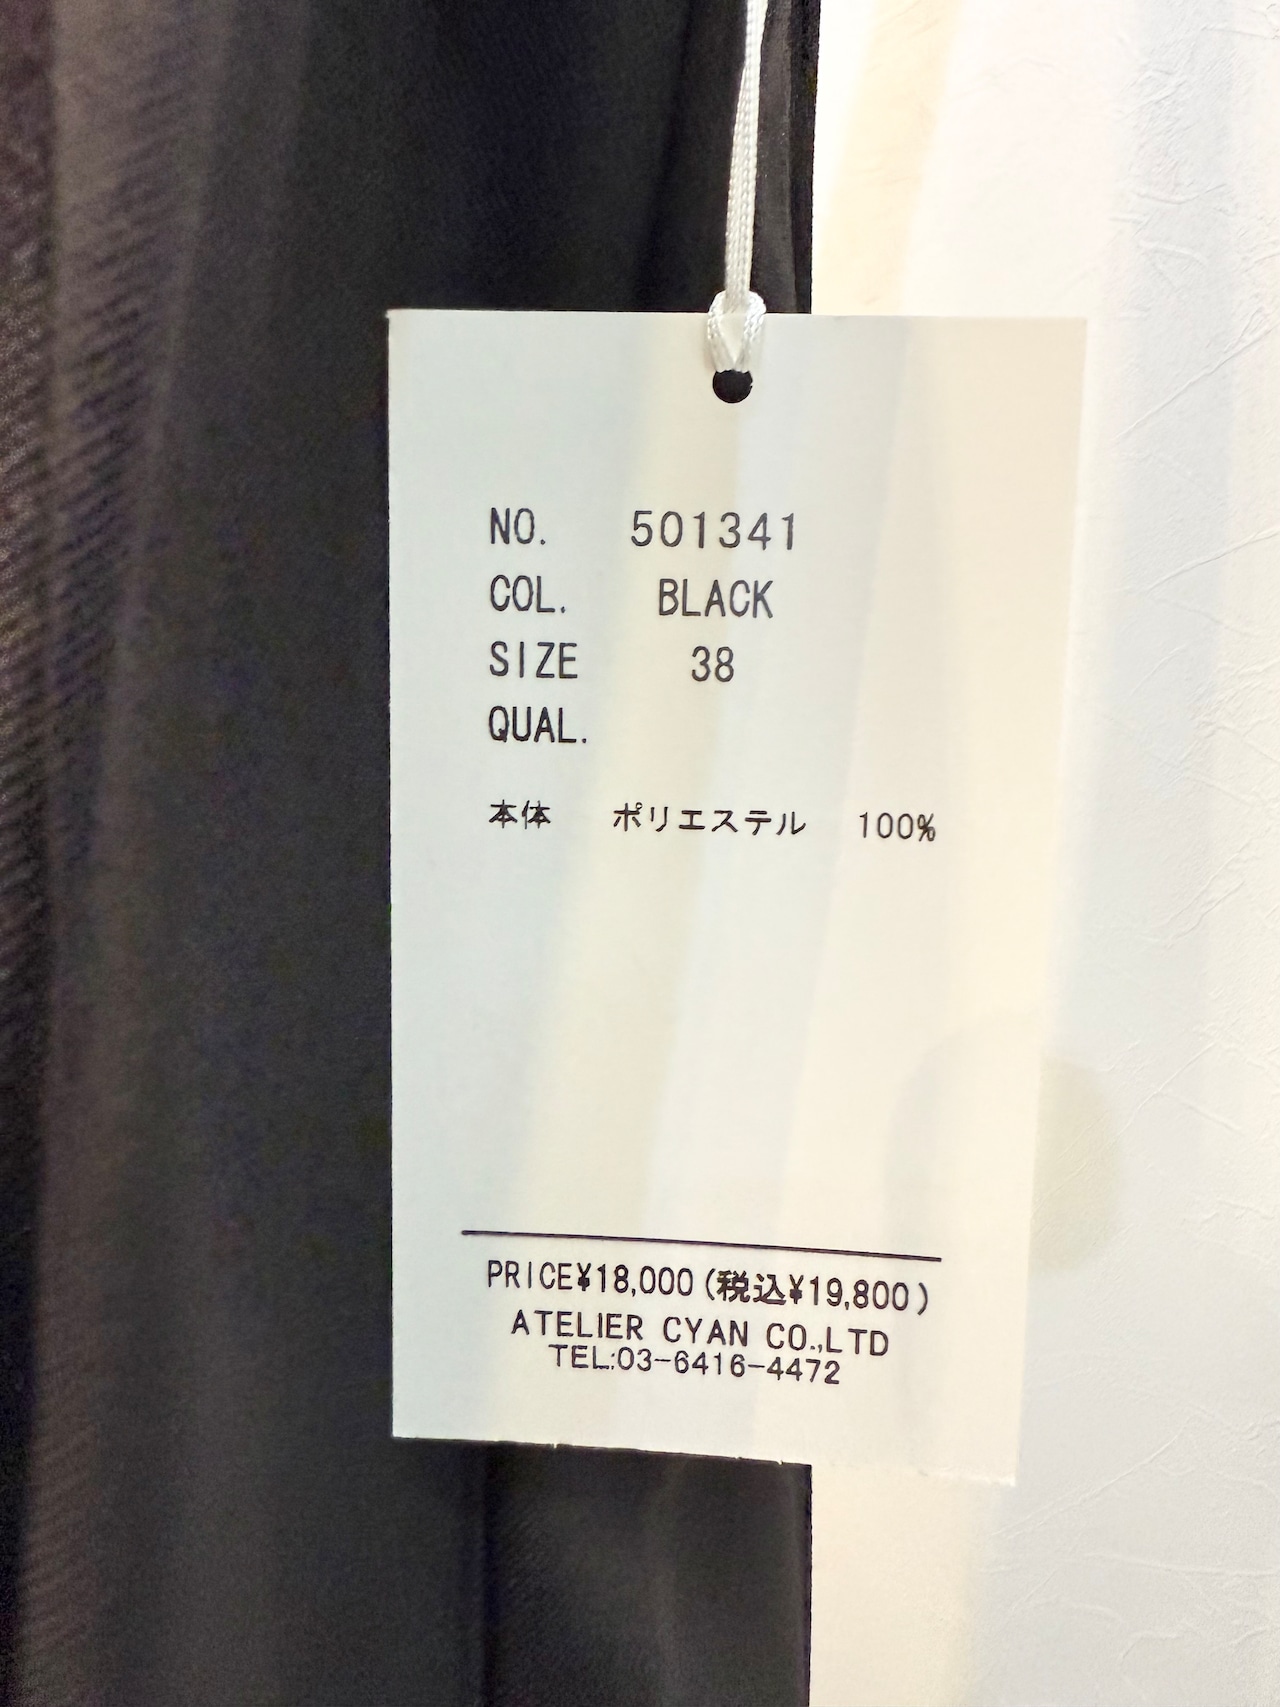 NO. 501341
COL. BLACK
SIZE 38
QUAL.
本体 ポリエステル 100%
PRICE¥18,000(税込¥19,800)
ATELIER CYAN CO.,LTD
TEL:03-6416-4472